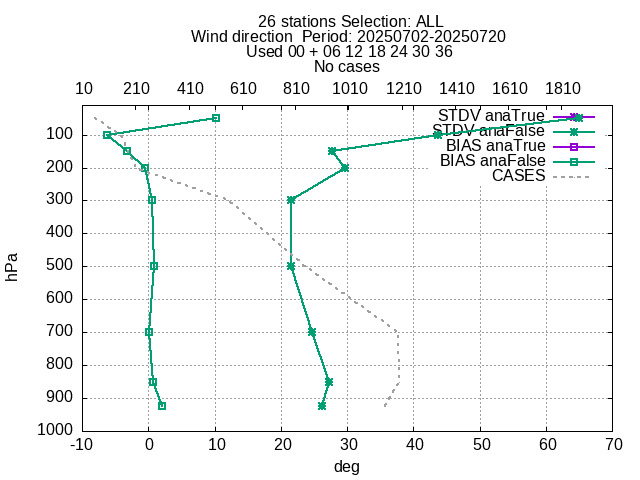 26 stations Selection: ALL
Wind direction  Period: 20250702-20250720
Used 00 + 06 12 18 24 30 36
No cases
10 210 410 610 810 1010 1210 1410 1610 1810
STDV anaTrue
STDV anaFalse
BIAS anaTrue
BIAS anaFalse
CASES
100
200
300
400
500
600
700
800
900
1000
hPa
-10 0 10 20 30 40 50 60 70
deg